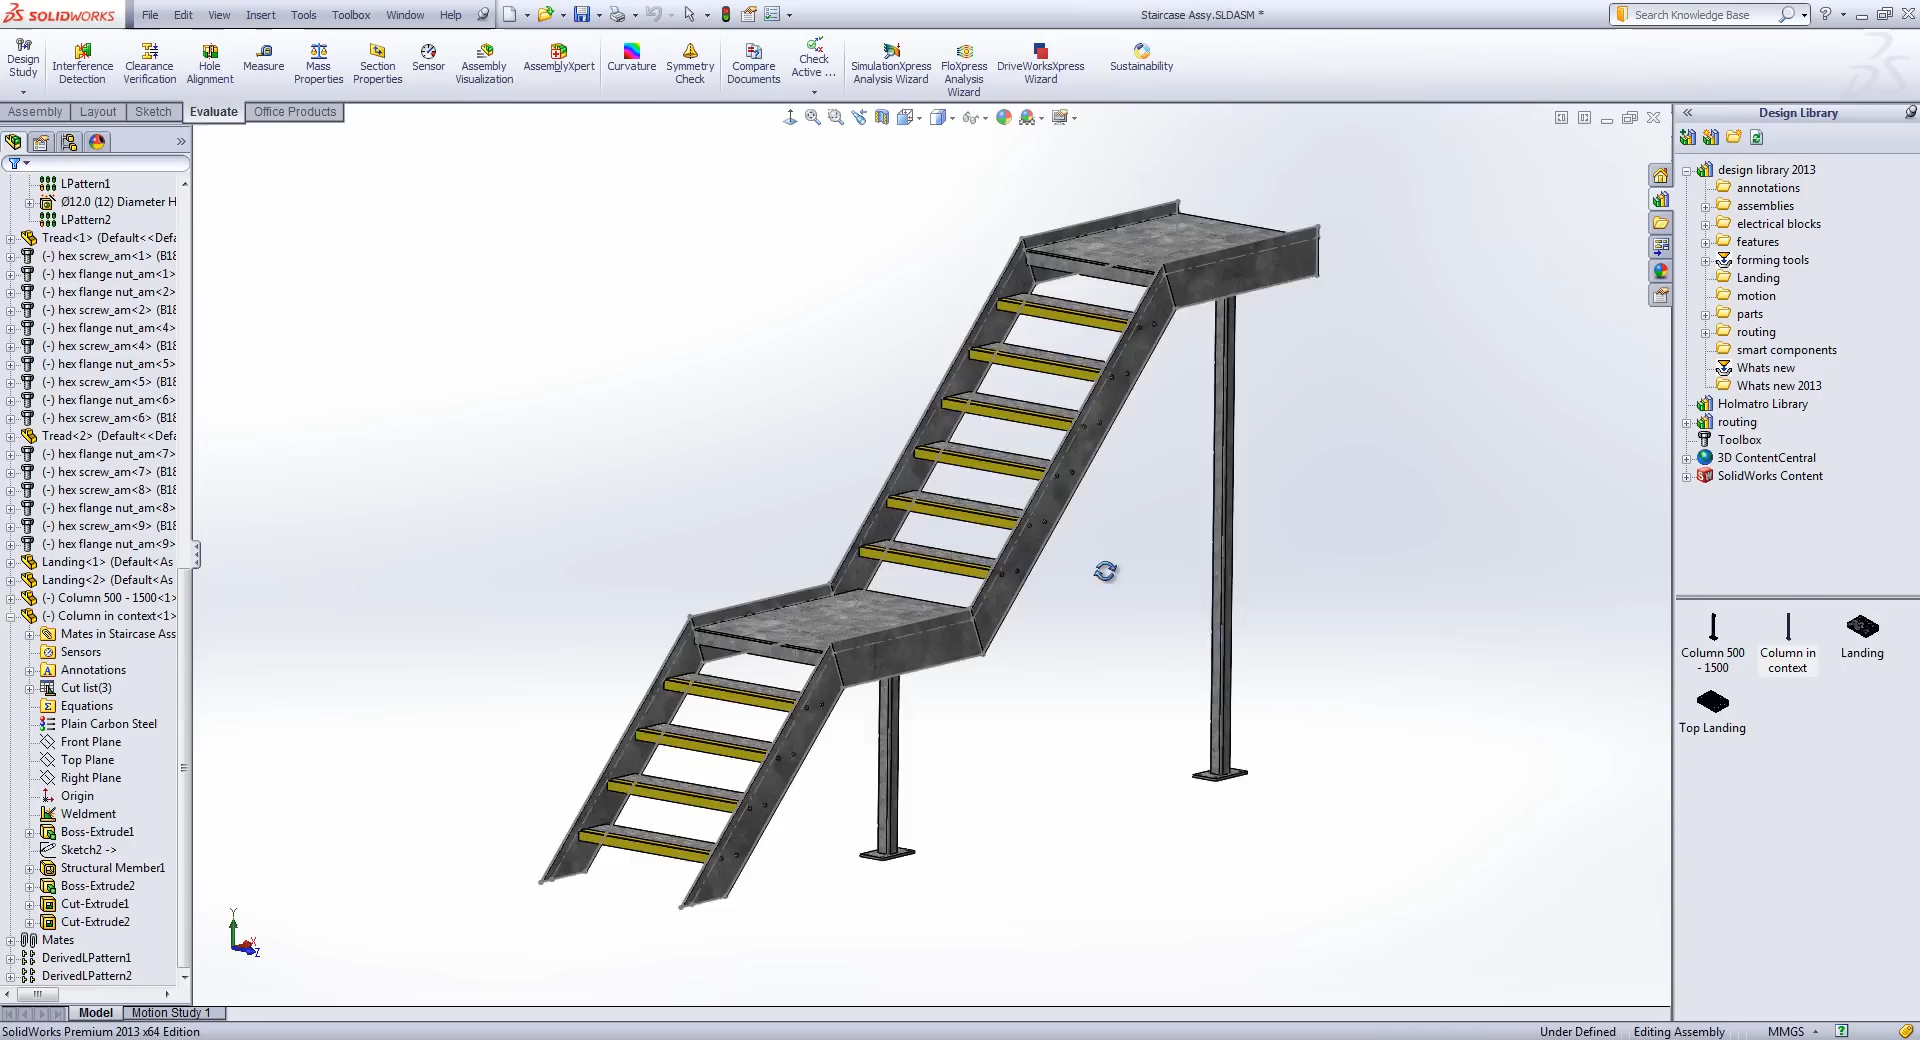 SOLIDWORKS File Edit View Insert Tools Toolbox Window Help Staircase Assy.SLDASM * Search Knowledge Base
Design Study
Interference Detection
Clearance Verification
Hole Alignment
Measure
Mass Properties
Section Properties
Sensor
Assembly Visualization
AssemblyXpert
Curvature
Symmetry Check
Compare Documents
Check Active ...
SimulationXpress Analysis Wizard
FloXpress Analysis Wizard
DriveWorksXpress Wizard
Sustainability
Assembly Layout Sketch Evaluate Office Products
LPattern1
Ø12.0 (12) Diameter H
LPattern2
Tread<1> (Default<<Defa
(-) hex screw_am<1> (B18
(-) hex flange nut_am<1>
(-) hex flange nut_am<2>
(-) hex screw_am<2> (B18
(-) hex flange nut_am<4>
(-) hex screw_am<4> (B18
(-) hex flange nut_am<5>
(-) hex screw_am<5> (B18
(-) hex flange nut_am<6>
(-) hex screw_am<6> (B18
Tread<2> (Default<<Defa
(-) hex flange nut_am<7>
(-) hex screw_am<7> (B18
(-) hex screw_am<8> (B18
(-) hex flange nut_am<8>
(-) hex screw_am<9> (B18
(-) hex flange nut_am<9>
Landing<1> (Default<As
Landing<2> (Default<As
(-) Column 500 - 1500<1>
(-) Column in context<1>
Mates in Staircase Ass
Sensors
Annotations
Cut list(3)
Equations
Plain Carbon Steel
Front Plane
Top Plane
Right Plane
Origin
Weldment
Boss-Extrude1
Sketch2 ->
Structural Member1
Boss-Extrude2
Cut-Extrude1
Cut-Extrude2
Mates
DerivedLPattern1
DerivedLPattern2
Y
X
Z
Design Library
design library 2013
annotations
assemblies
electrical blocks
features
forming tools
Landing
motion
parts
routing
smart components
Whats new
Whats new 2013
Holmatro Library
routing
Toolbox
3D ContentCentral
SolidWorks Content
Column 500 - 1500
Column in context
Landing
Top Landing
Model Motion Study 1
SolidWorks Premium 2013 x64 Edition Under Defined Editing Assembly MMGS